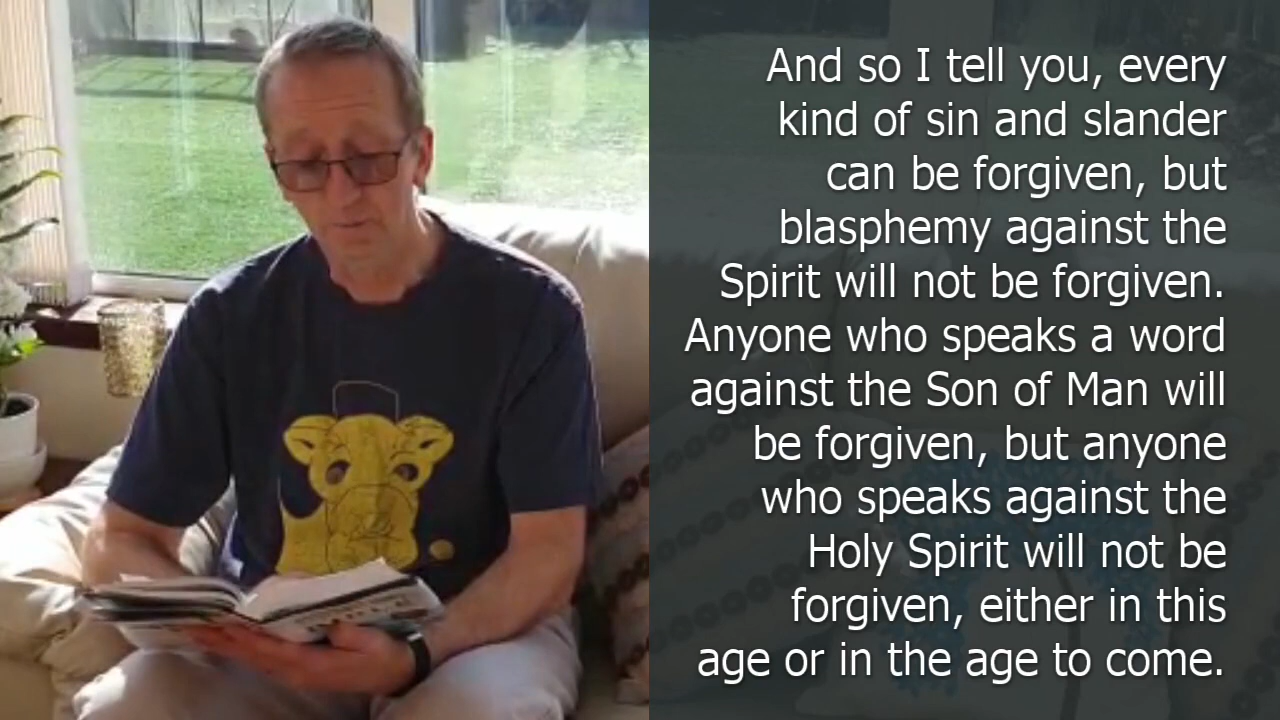 And so I tell you, every
kind of sin and slander
can be forgiven, but
blasphemy against the
Spirit will not be forgiven.
Anyone who speaks a word
against the Son of Man will
be forgiven, but anyone
who speaks against the
Holy Spirit will not be
forgiven, either in this
age or in the age to come.